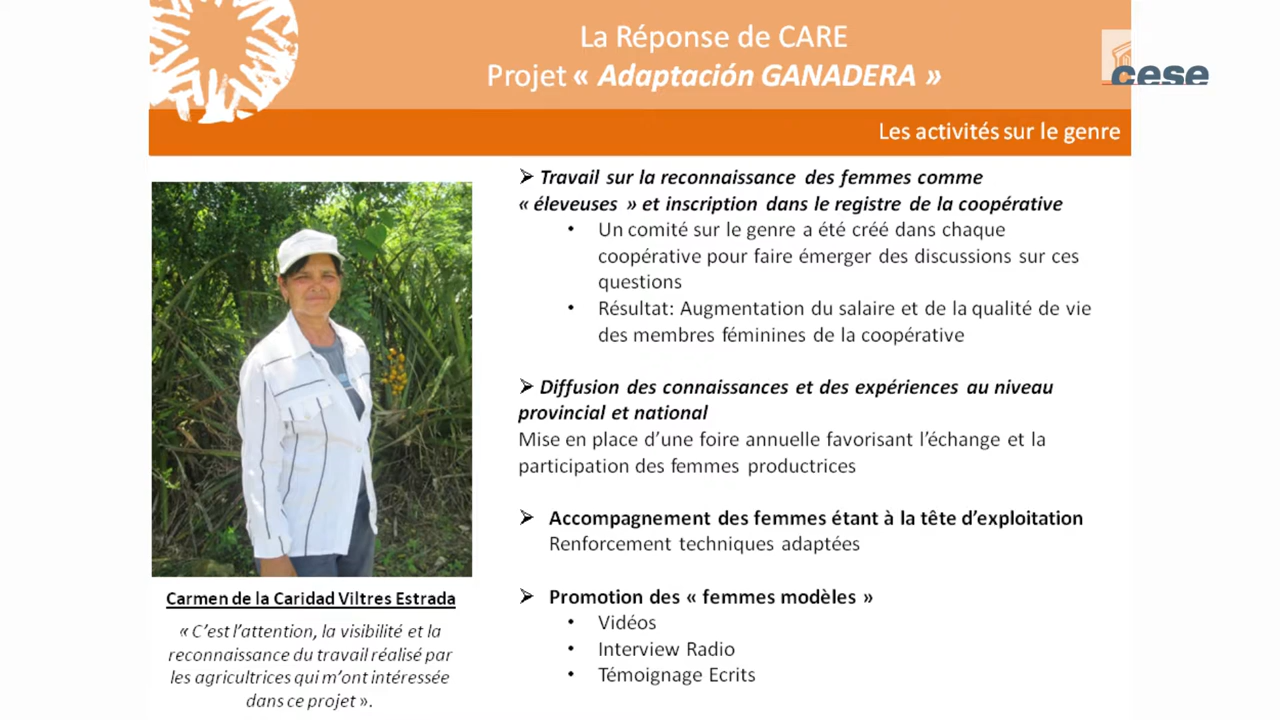 La Réponse de CARE
Projet « Adaptación GANADERA »
cese
Les activités sur le genre
➢ Travail sur la reconnaissance des femmes comme
« éleveuses » et inscription dans le registre de la coopérative
• Un comité sur le genre a été créé dans chaque
coopérative pour faire émerger des discussions sur ces
questions
• Résultat: Augmentation du salaire et de la qualité de vie
des membres féminines de la coopérative
➢ Diffusion des connaissances et des expériences au niveau
provincial et national
Mise en place d’une foire annuelle favorisant l’échange et la
participation des femmes productrices
➢ Accompagnement des femmes étant à la tête d’exploitation
Renforcement techniques adaptées
➢ Promotion des « femmes modèles »
• Vidéos
• Interview Radio
• Témoignage Ecrits
Carmen de la Caridad Viltres Estrada
« C’est l’attention, la visibilité et la
reconnaissance du travail réalisé par
les agricultrices qui m’ont intéressée
dans ce projet ».